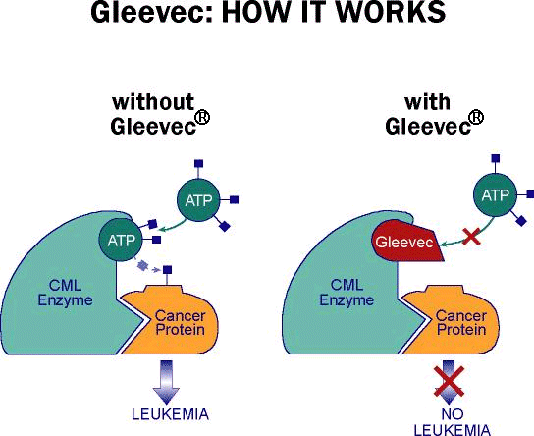 Gleevec: HOW IT WORKS
without
Gleevec®
ATP
ATP
CML
Enzyme
Cancer
Protein
LEUKEMIA
with
Gleevec®
ATP
Gleevec
CML
Enzyme
Cancer
Protein
NO
LEUKEMIA